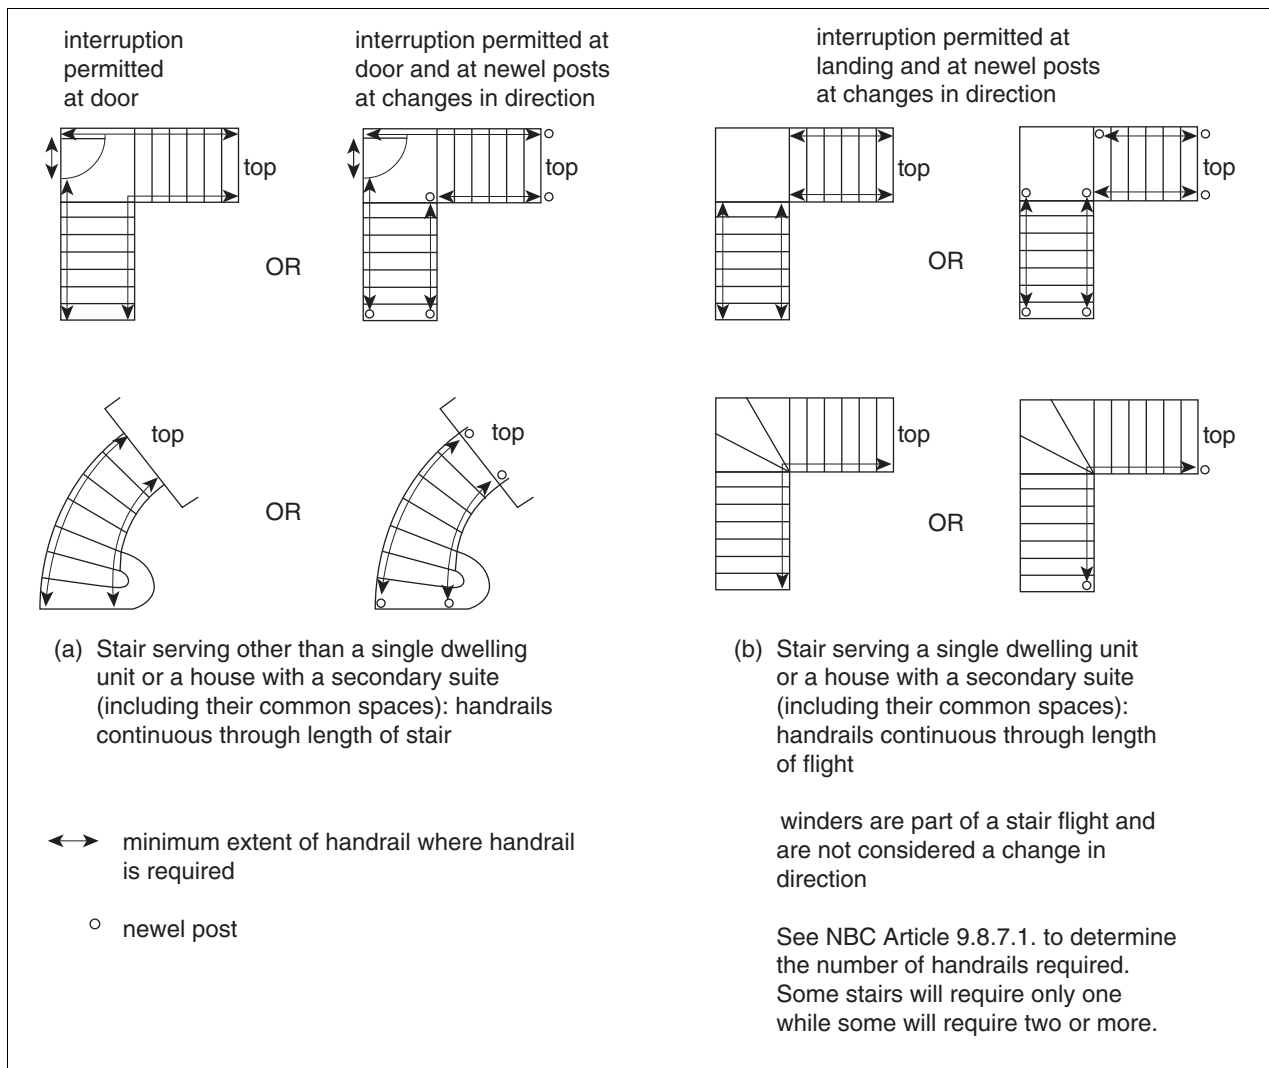 interruption
permitted
at door
interruption permitted at
door and at newel posts
at changes in direction
interruption permitted at
landing and at newel posts
at changes in direction
top
top
top
top
OR
OR
top
top
top
top
OR
OR
(a) Stair serving other than a single dwelling
unit or a house with a secondary suite
(including their common spaces): handrails
continuous through length of stair
(b) Stair serving a single dwelling unit
or a house with a secondary suite
(including their common spaces):
handrails continuous through length
of flight
winders are part of a stair flight and
are not considered a change in
direction
See NBC Article 9.8.7.1. to determine
the number of handrails required.
Some stairs will require only one
while some will require two or more.
minimum extent of handrail where handrail
is required
newel post